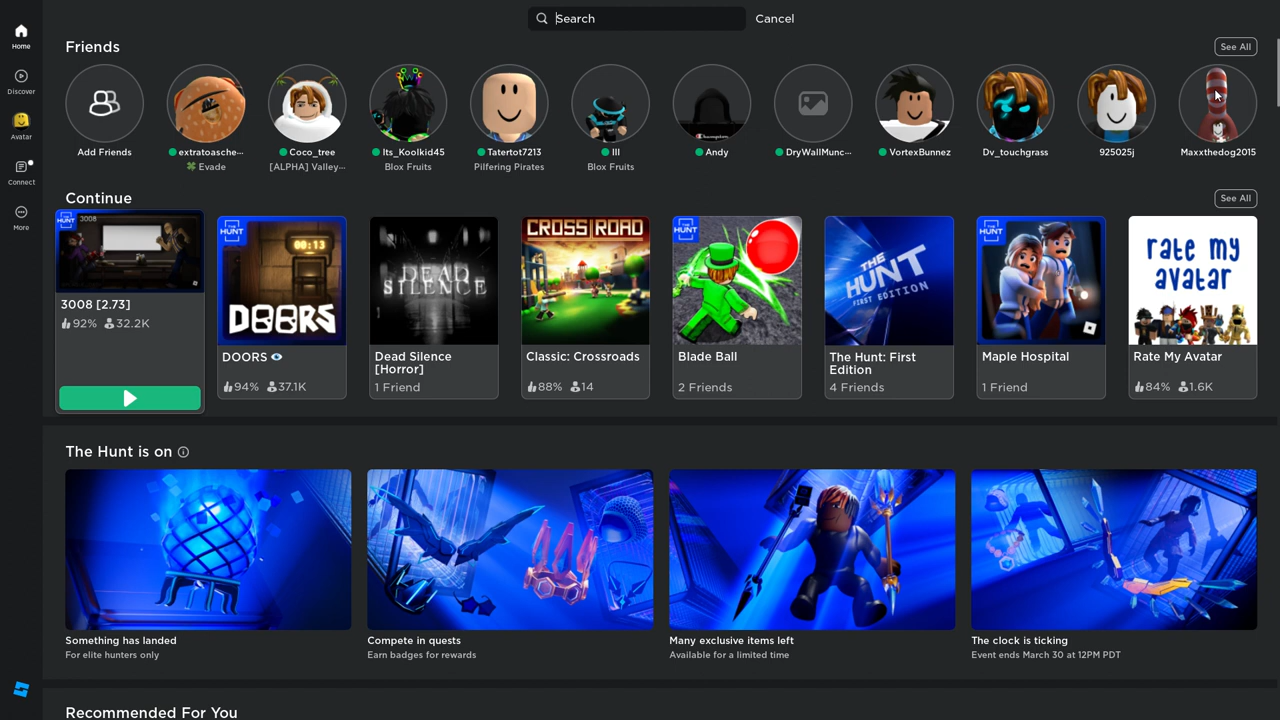 Search
Cancel
Home
Discover
Avatar
Connect
More
Friends
See All
Add Friends
extratoasche···
Evade
Coco_tree
[ALPHA] Valley···
Its_Koolkid45
Blox Fruits
Tatertot7213
Pilfering Pirates
Blox Fruits
Andy
DryWallMunc···
VortexBunnez
Dv_touchgrass
925025j
Maxxthedog2015
Continue
See All
THE HUNT
3008
3008 [2.73]
92% 32.2K
THE HUNT
00:13
DOORS
DOORS
94% 37.1K
DEAD SILENCE
Dead Silence
[Horror]
1 Friend
CROSSROAD
Classic: Crossroads
88% 14
THE HUNT
Blade Ball
2 Friends
THE HUNT
FIRST EDITION
The Hunt: First
Edition
4 Friends
THE HUNT
Maple Hospital
1 Friend
rate my
avatar
Rate My Avatar
84% 1.6K
The Hunt is on
Something has landed
For elite hunters only
Compete in quests
Earn badges for rewards
Many exclusive items left
Available for a limited time
The clock is ticking
Event ends March 30 at 12PM PDT
Recommended For You